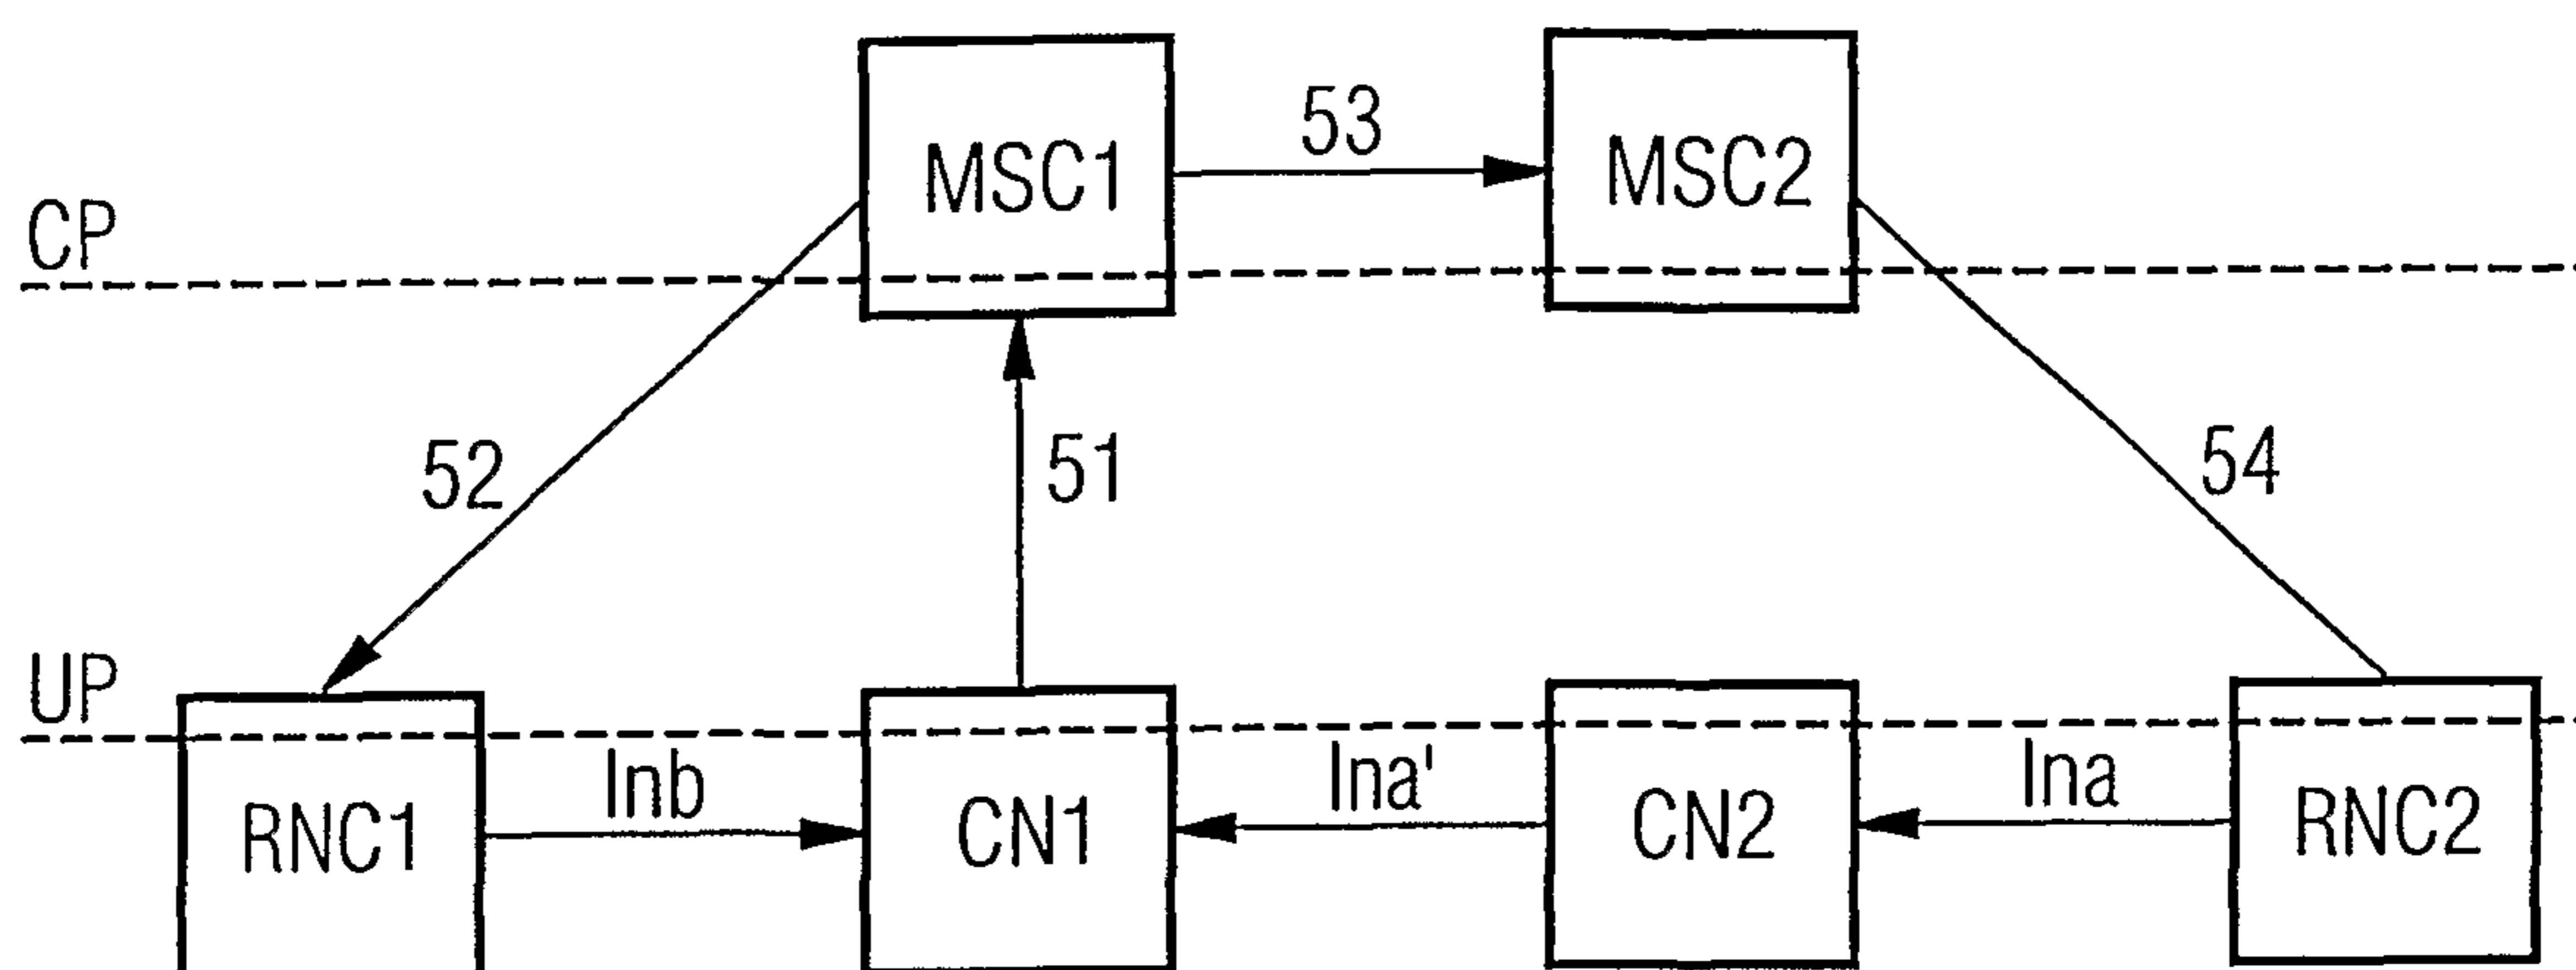 53
MSC1
MSC2
CP
52
51
54
UP
Inb
Ina'
Ina
RNC1
CN1
CN2
RNC2